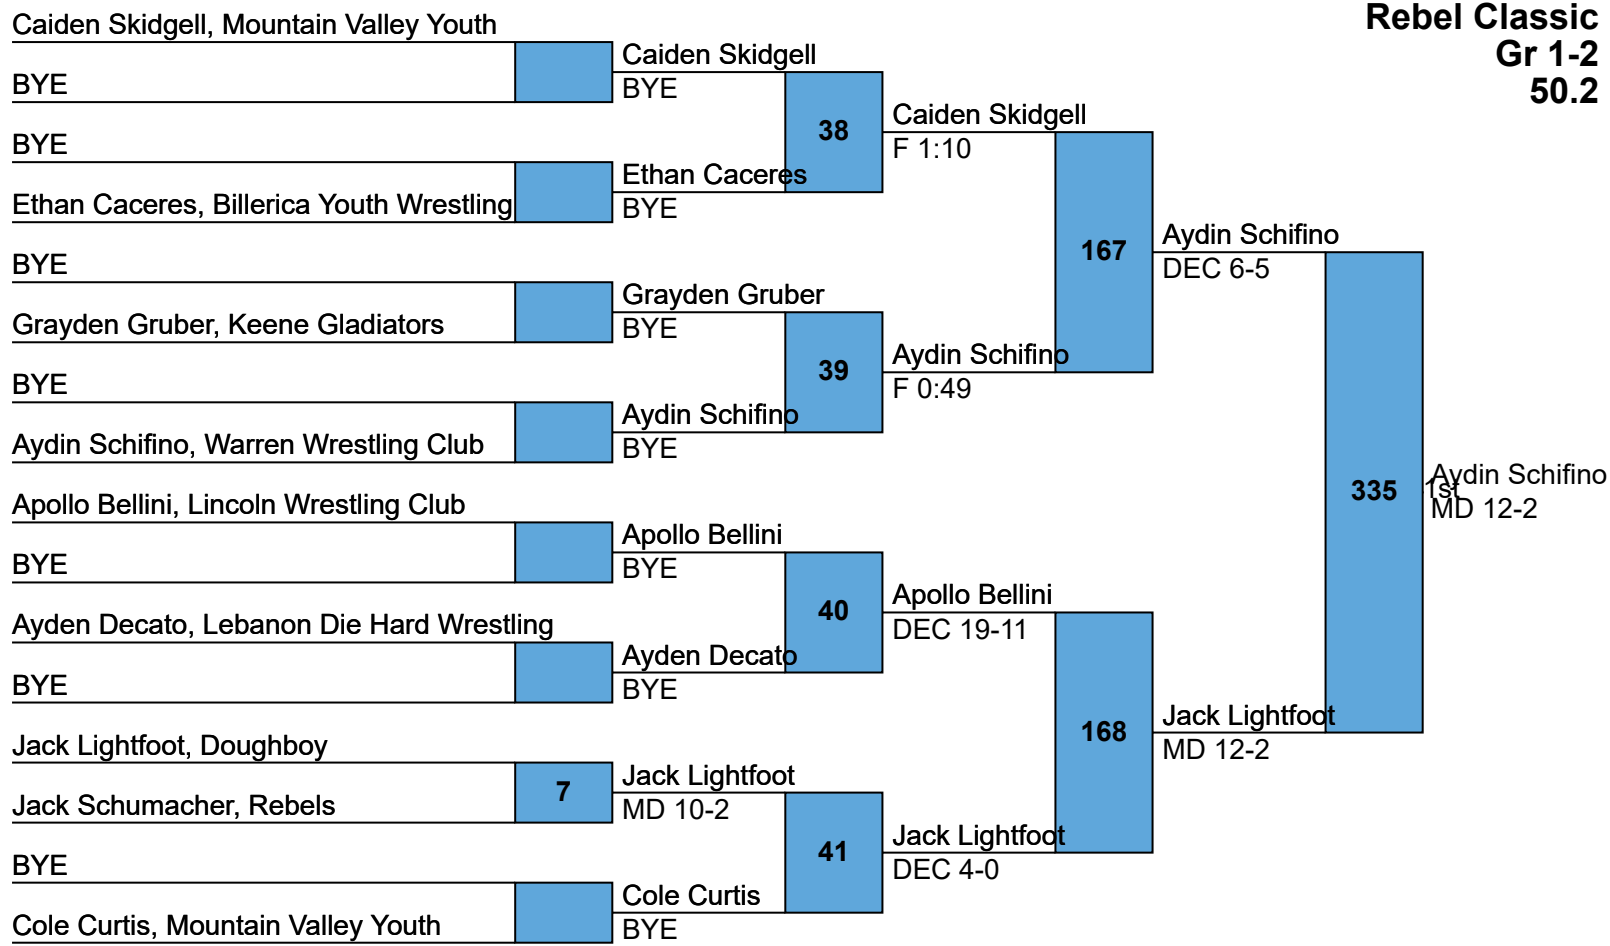 Rebel Classic
Gr 1-2
50.2
Caiden Skidgell, Mountain Valley Youth
BYE
BYE
Ethan Caceres, Billerica Youth Wrestling
BYE
Grayden Gruber, Keene Gladiators
BYE
Aydin Schifino, Warren Wrestling Club
Apollo Bellini, Lincoln Wrestling Club
BYE
Ayden Decato, Lebanon Die Hard Wrestling
BYE
Jack Lightfoot, Doughboy
7
Jack Schumacher, Rebels
BYE
Cole Curtis, Mountain Valley Youth
Caiden Skidgell
BYE
38
Ethan Caceres
BYE
Grayden Gruber
BYE
39
Aydin Schifino
BYE
Apollo Bellini
BYE
40
Ayden Decato
BYE
Jack Lightfoot
MD 10-2
41
Cole Curtis
BYE
Caiden Skidgell
F 1:10
167
Aydin Schifino
F 0:49
Apollo Bellini
DEC 19-11
168
Jack Lightfoot
DEC 4-0
Aydin Schifino
DEC 6-5
335
Jack Lightfoot
MD 12-2
Aydin Schifino
1st
MD 12-2